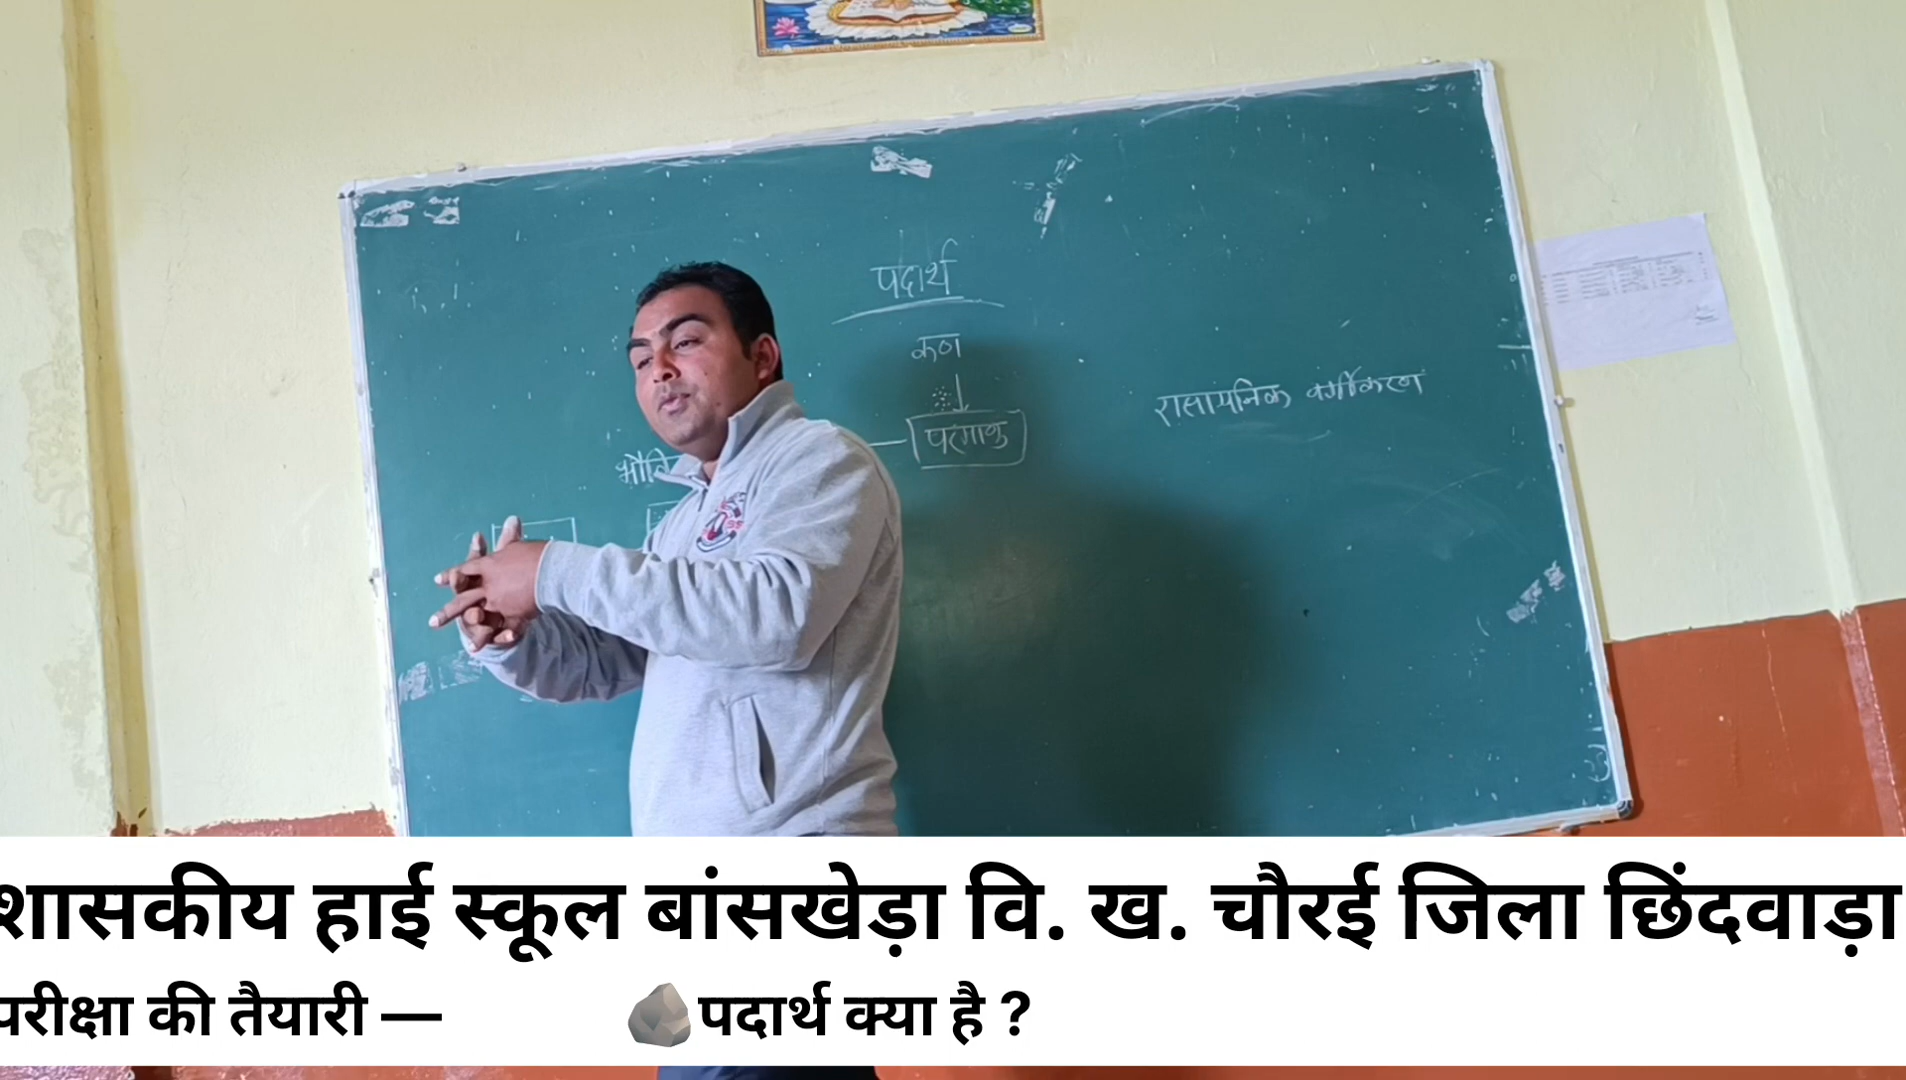 पदार्थ
कण
परमाणु
रासायनिक वर्गीकरण
शासकीय हाई स्कूल बांसखेड़ा वि. ख. चौरई जिला छिंदवाड़ा
परीक्षा की तैयारी — पदार्थ क्या है ?